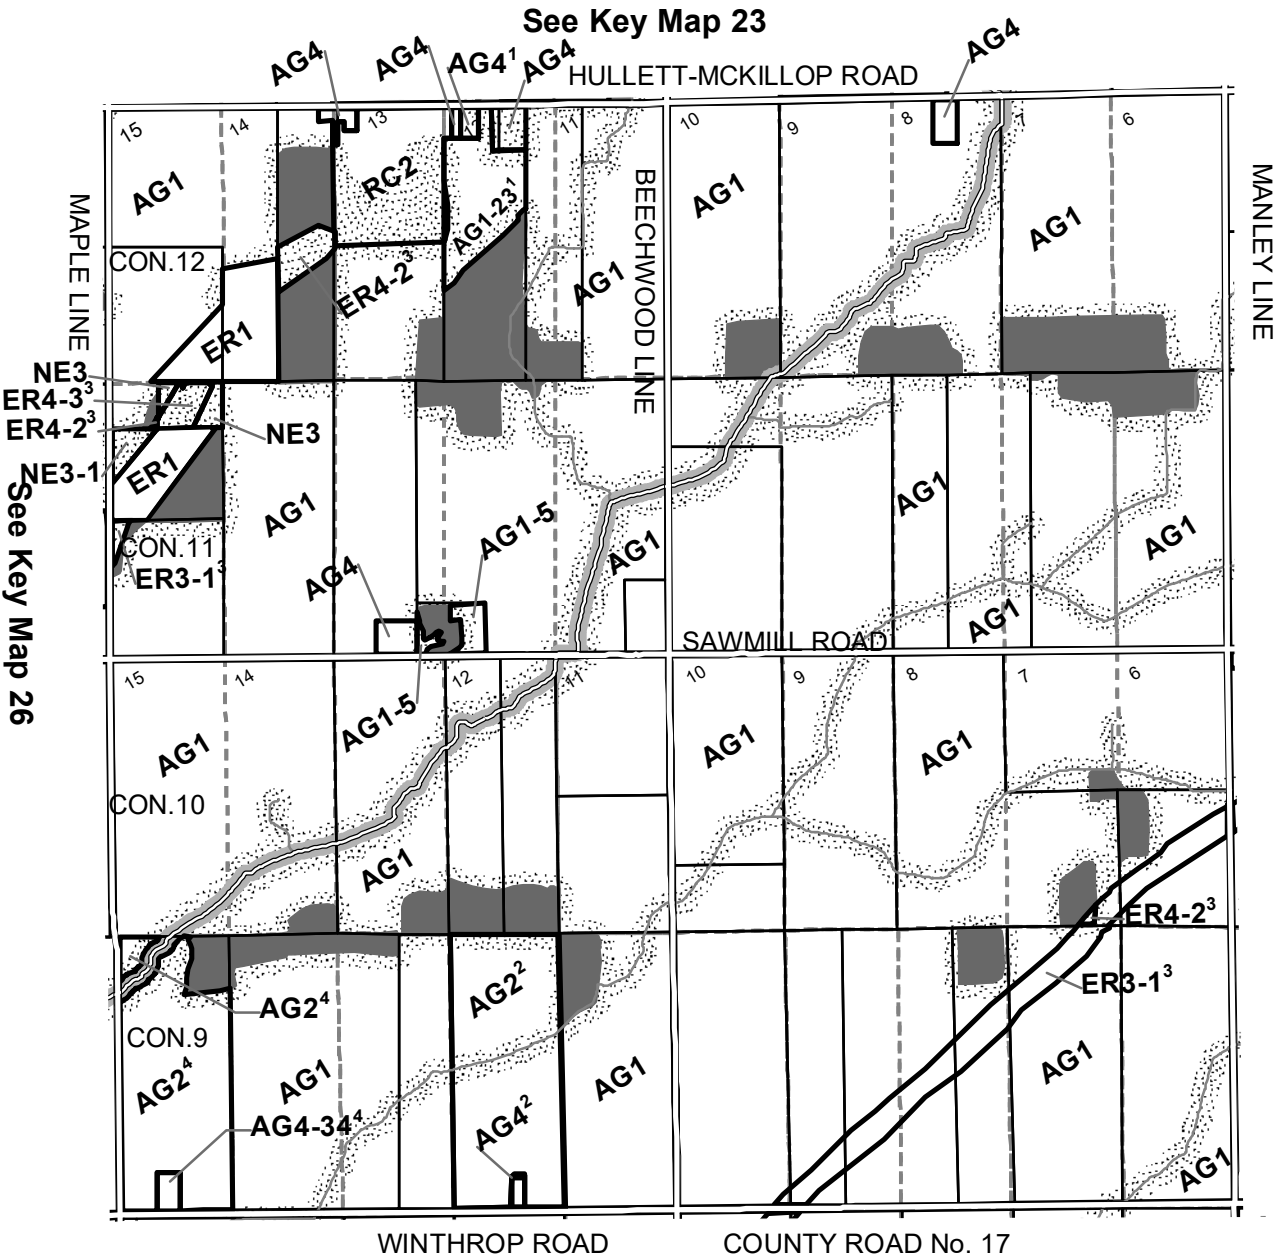 See Key Map 23
AG4
AG4
AG4¹
AG4
AG4
HULLETT-MCKILLOP ROAD
15
14
13
11
10
9
8
7
6
AG1
RC2
AG1-23¹
AG1
AG1
AG1
MAPLE LINE
BEECHWOOD LINE
MANLEY LINE
CON.12
ER4-2³
ER1
NE3
ER4-3³
ER4-2³
NE3
NE3-1
ER1
See Key Map 26
AG1
AG1-5
AG1
AG1
AG1
CON.11
ER3-1³
AG4
AG1
SAWMILL ROAD
15
14
12
11
10
9
8
7
6
AG1-5
AG1
AG1
AG1
CON.10
AG1
ER4-2³
AG2²
ER3-1³
AG2⁴
CON.9
AG2⁴
AG1
AG1
AG1
AG4-34⁴
AG4²
AG1
WINTHROP ROAD
COUNTY ROAD No. 17